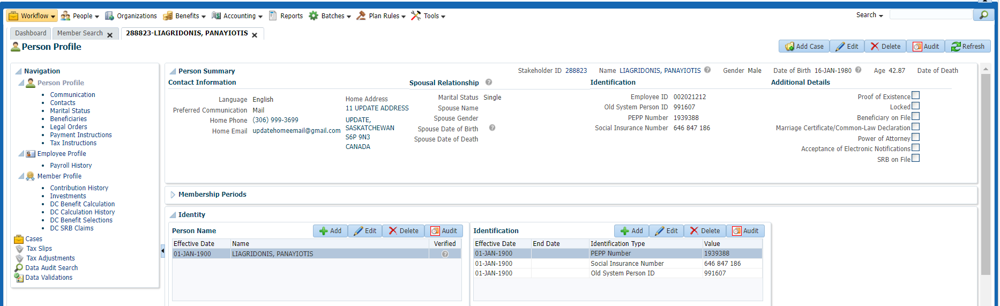 Workflow People Organizations Benefits Accounting Reports Batches Plan Rules Tools Search
Dashboard Member Search 288823-LIAGRIDONIS, PANAYIOTIS
Person Profile Add Case Edit Delete Audit Refresh
Navigation
Person Profile
Communication
Contacts
Marital Status
Beneficiaries
Legal Orders
Payment Instructions
Tax Instructions
Employee Profile
Payroll History
Member Profile
Contribution History
Investments
DC Benefit Calculation
DC Calculation History
DC Benefit Selections
DC SRB Claims
Cases
Tax Slips
Tax Adjustments
Data Audit Search
Data Validations
Person Summary Stakeholder ID 288823 Name LIAGRIDONIS, PANAYIOTIS Gender Male Date of Birth 16-JAN-1980 Age 42.87 Date of Death
Contact Information
Language English
Preferred Communication Mail
Home Phone (306) 999-3699
Home Email updatehomeemail@gmail.com
Home Address
11 UPDATE ADDRESS
UPDATE,
SASKATCHEWAN
S6P 9N3
CANADA
Spousal Relationship
Marital Status Single
Spouse Name
Spouse Gender
Spouse Date of Birth
Spouse Date of Death
Identification
Employee ID 002021212
Old System Person ID 991607
PEPP Number 1939388
Social Insurance Number 646 847 186
Additional Details
Proof of Existence
Locked
Beneficiary on File
Marriage Certificate/Common-Law Declaration
Power of Attorney
Acceptance of Electronic Notifications
SRB on File
Membership Periods
Identity
Person Name Add Edit Delete Audit
Effective Date Name Verified
01-JAN-1900 LIAGRIDONIS, PANAYIOTIS
Identification Add Edit Delete Audit
Effective Date End Date Identification Type Value
01-JAN-1900 PEPP Number 1939388
01-JAN-1900 Social Insurance Number 646 847 186
01-JAN-1900 Old System Person ID 991607